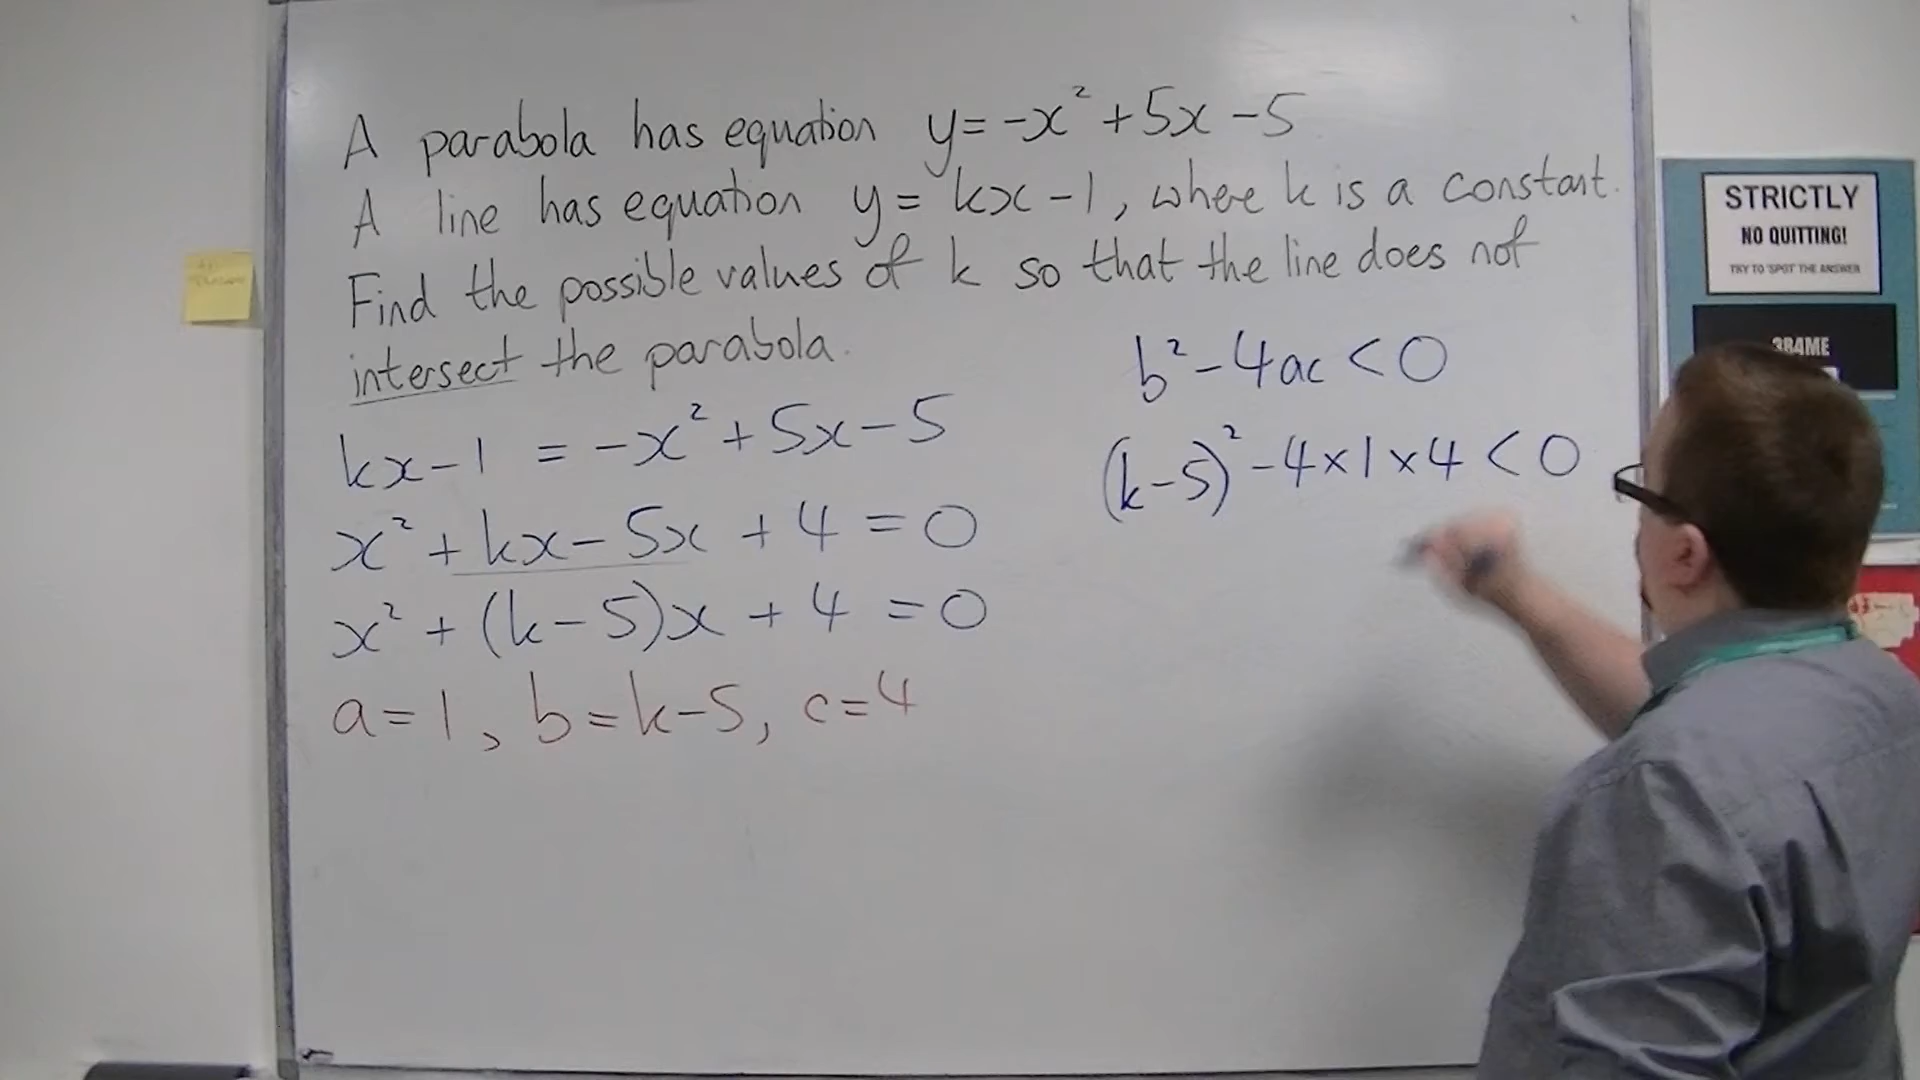 A parabola has equation y = -x² + 5x - 5
A line has equation y = kx - 1, where k is a constant.
Find the possible values of k so that the line does not
intersect the parabola.
kx - 1 = -x² + 5x - 5
x² + kx - 5x + 4 = 0
x² + (k - 5)x + 4 = 0
a = 1, b = k - 5, c = 4
b² - 4ac < 0
(k - 5)² - 4 × 1 × 4 < 0
STRICTLY
NO QUITTING!
TRY TO 'SPOT' THE ANSWER